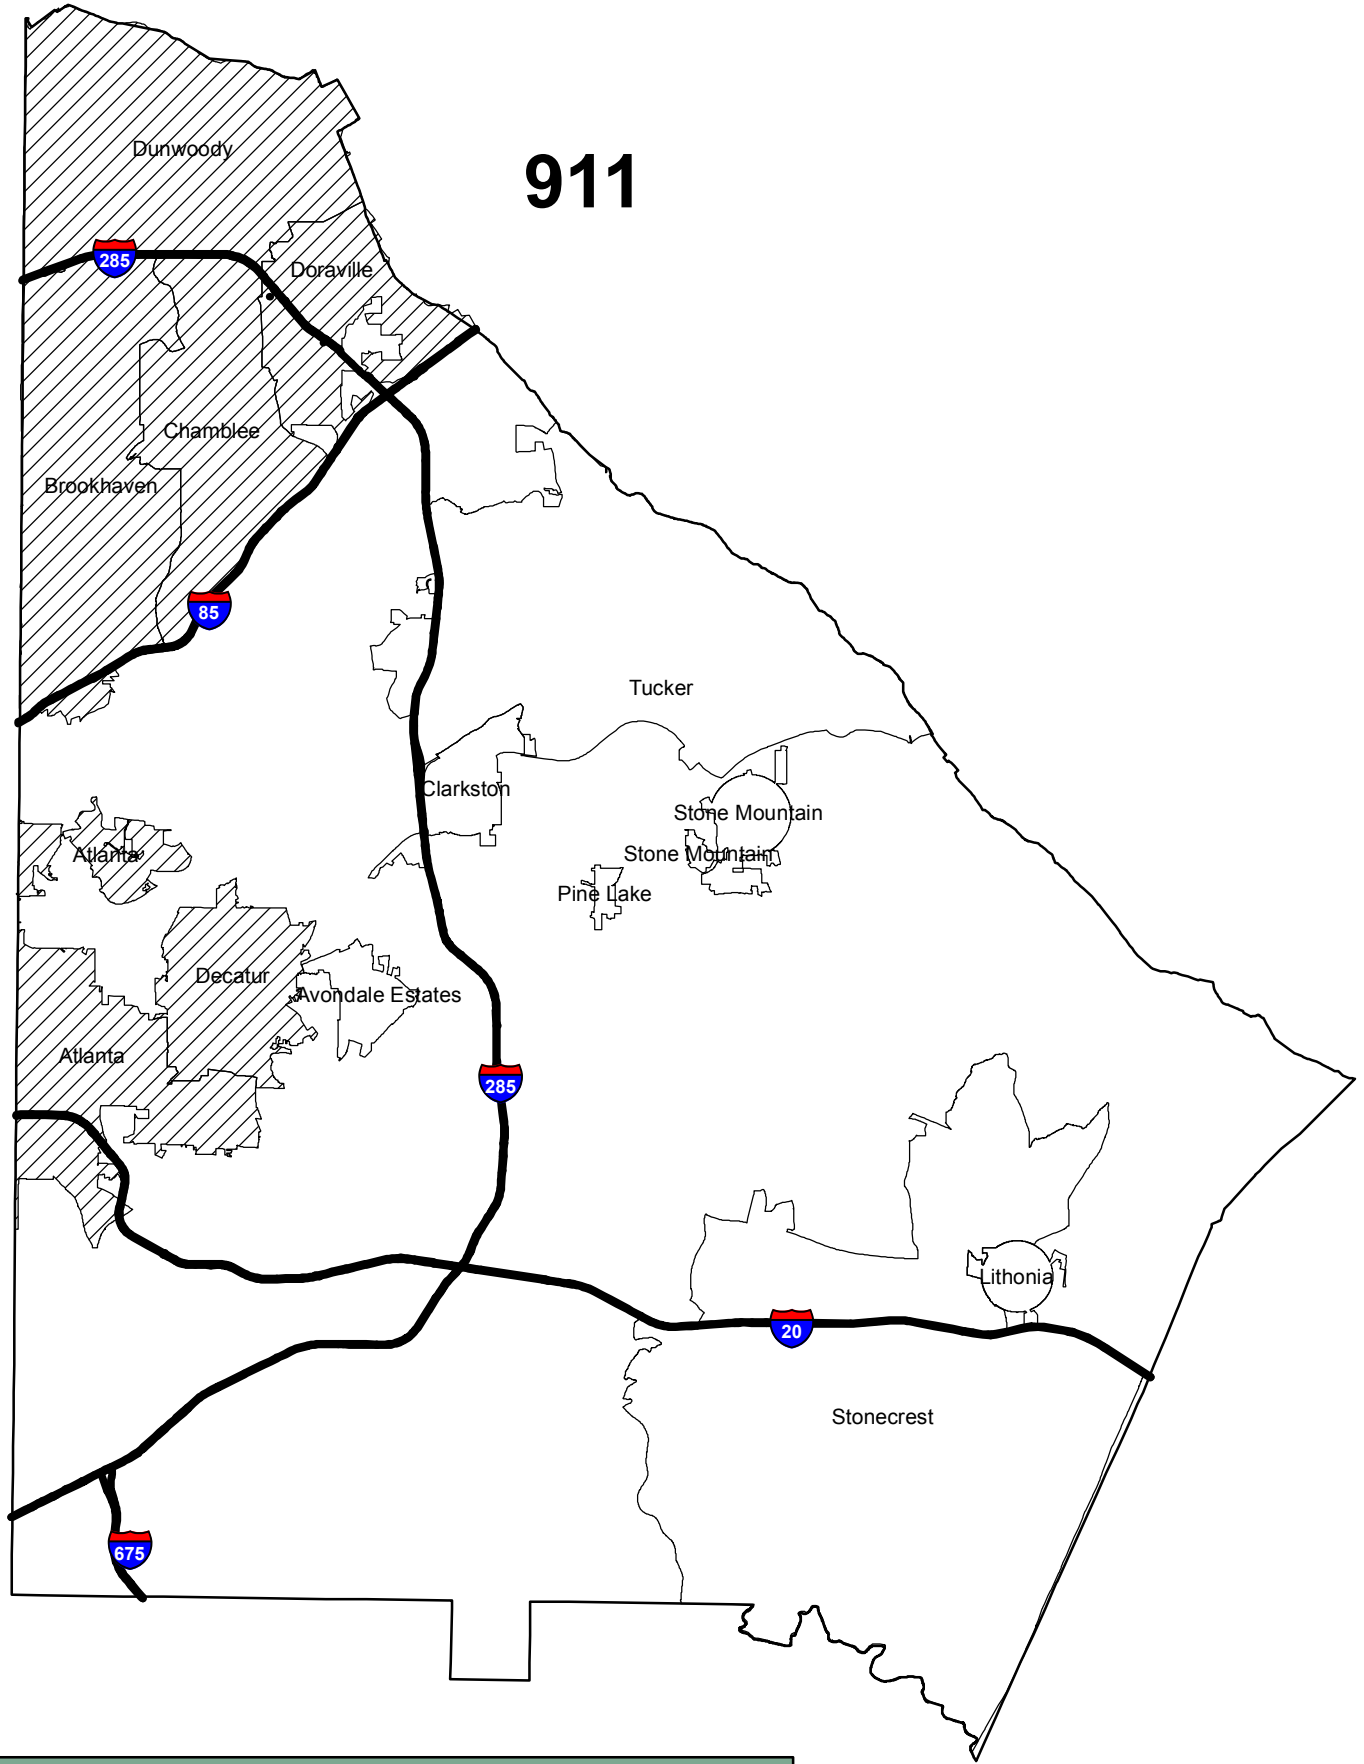 Dunwoody
911
285
Doraville
Chamblee
Brookhaven
85
Tucker
Clarkston
Stone Mountain
Atlanta
Stone Mountain
Pine Lake
Decatur
Avondale Estates
Atlanta
285
Lithonia
20
Stonecrest
675